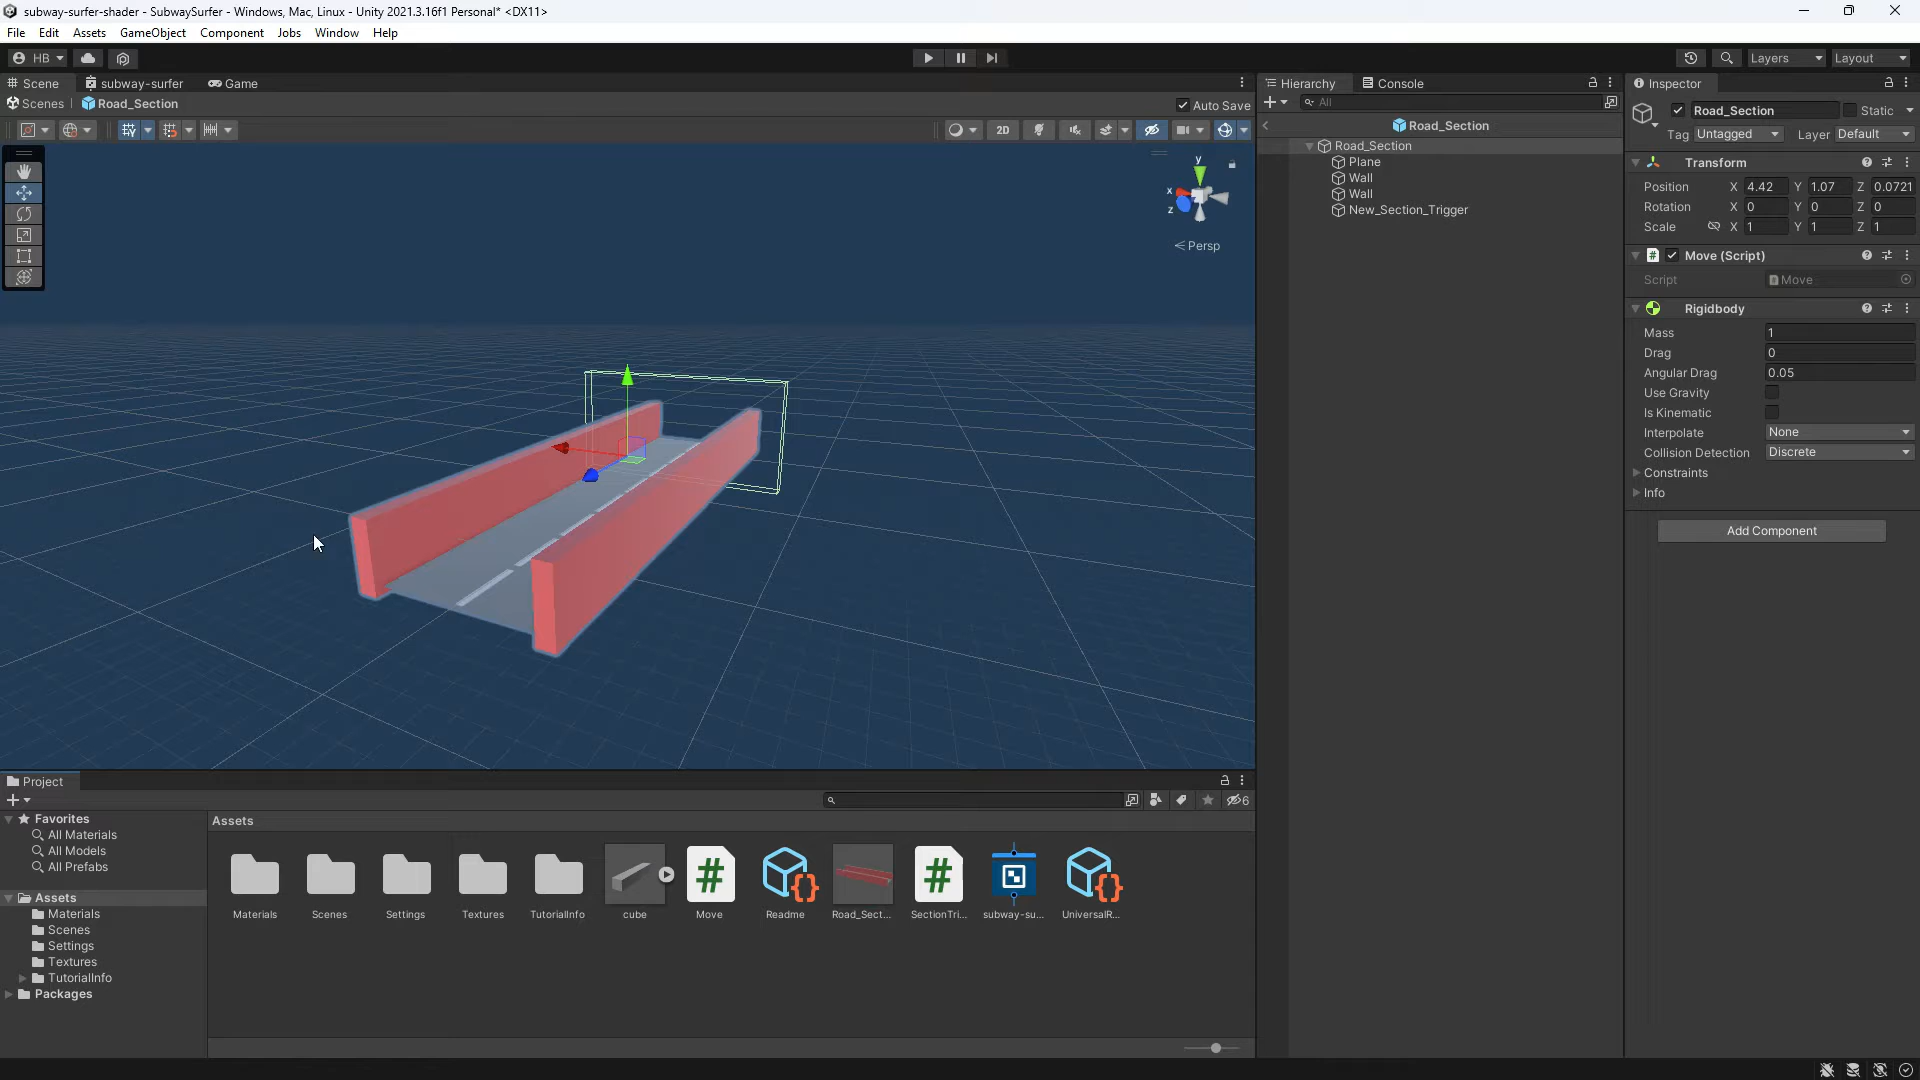 subway-surfer-shader - SubwaySurfer - Windows, Mac, Linux - Unity 2021.3.16f1 Personal* <DX11>
File Edit Assets GameObject Component Jobs Window Help
HB
Layers Layout
Scene subway-surfer Game
Scenes Road_Section
Auto Save
2D
y
x
z
Persp
Hierarchy Console
All
Road_Section
Road_Section
Plane
Wall
Wall
New_Section_Trigger
Inspector
Road_Section Static
Tag Untagged Layer Default
Transform
Position X 4.42 Y 1.07 Z 0.0721
Rotation X 0 Y 0 Z 0
Scale X 1 Y 1 Z 1
Move (Script)
Script Move
Rigidbody
Mass 1
Drag 0
Angular Drag 0.05
Use Gravity
Is Kinematic
Interpolate None
Collision Detection Discrete
Constraints
Info
Add Component
Project
6
Favorites
All Materials
All Models
All Prefabs
Assets
Materials
Scenes
Settings
Textures
TutorialInfo
Packages
Assets
Materials Scenes Settings Textures TutorialInfo cube Move Readme Road_Sect... SectionTri... subway-su... UniversalR...